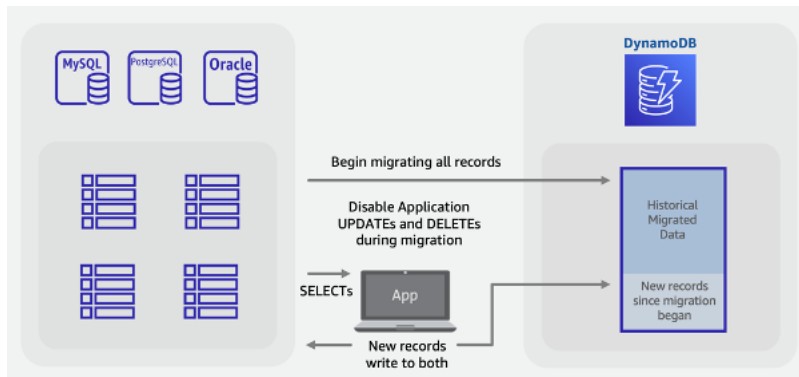 MySQL
PostgreSQL
Oracle
DynamoDB
Begin migrating all records
Disable Application
UPDATEs and DELETEs
during migration
Historical
Migrated
Data
SELECTs
App
New records
since migration
began
New records
write to both